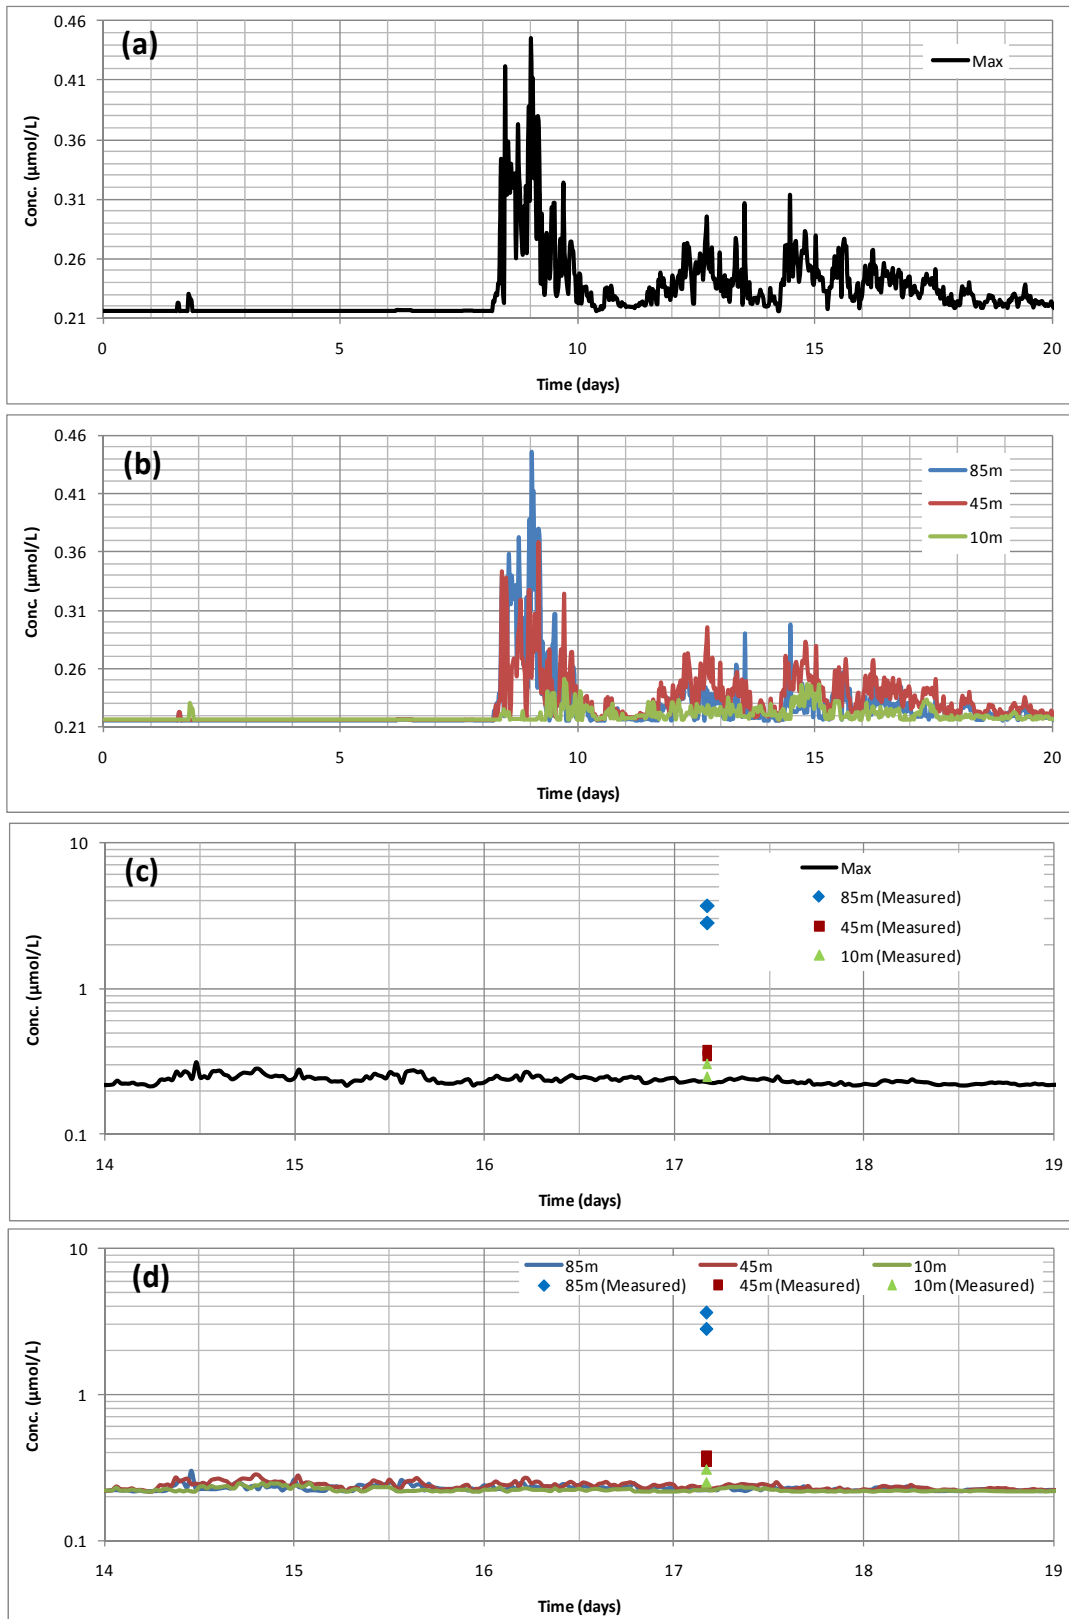 (a)
Max
Conc. (µmol/L)
0.46
0.41
0.36
0.31
0.26
0.21
0 5 10 15 20
Time (days)
(b)
85m
45m
10m
Conc. (µmol/L)
0.46
0.41
0.36
0.31
0.26
0.21
0 5 10 15 20
Time (days)
(c)
Max
85m (Measured)
45m (Measured)
10m (Measured)
Conc. (µmol/L)
10
1
0.1
14 15 16 17 18 19
Time (days)
(d)
85m 45m 10m
85m (Measured) 45m (Measured) 10m (Measured)
Conc. (µmol/L)
10
1
0.1
14 15 16 17 18 19
Time (days)